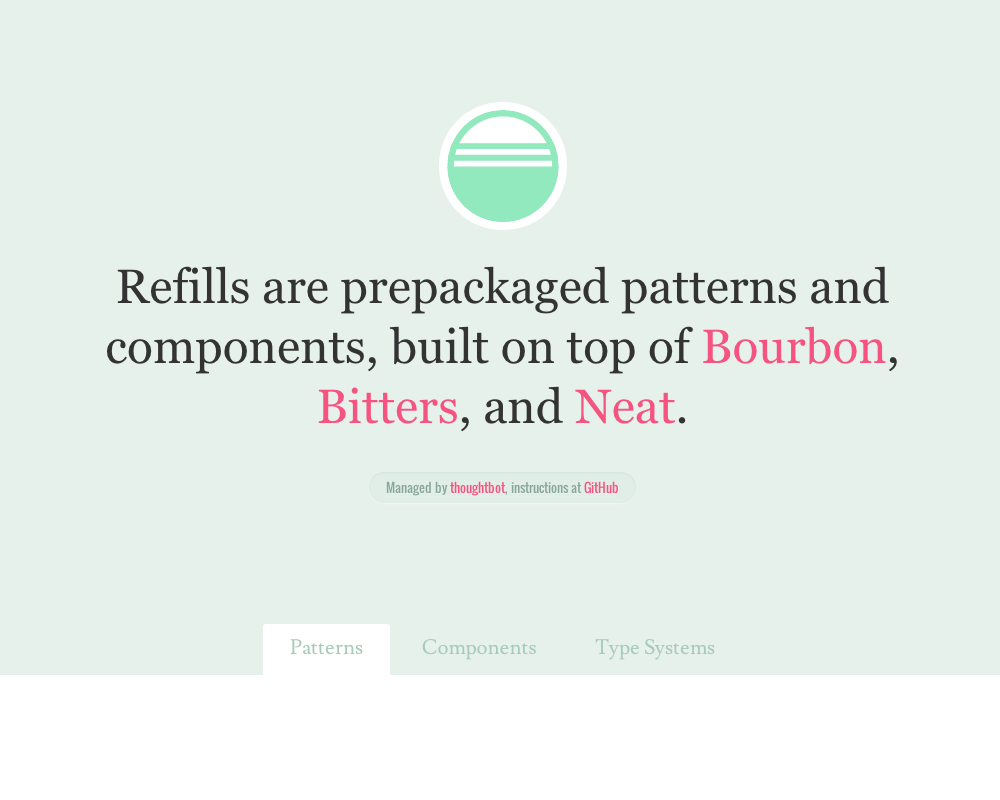 Refills are prepackaged patterns and
components, built on top of Bourbon,
Bitters, and Neat.
Managed by thoughtbot, instructions at GitHub
Patterns Components Type Systems